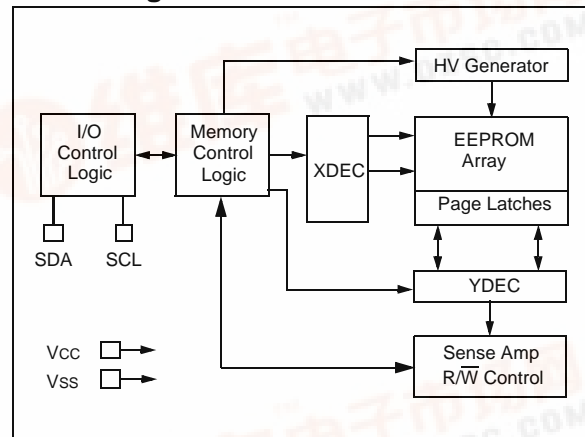 HV Generator
I/O
Control
Logic
Memory
Control
Logic
XDEC
EEPROM
Array
Page Latches
SDA
SCL
YDEC
VCC
VSS
Sense Amp
R/W̅ Control